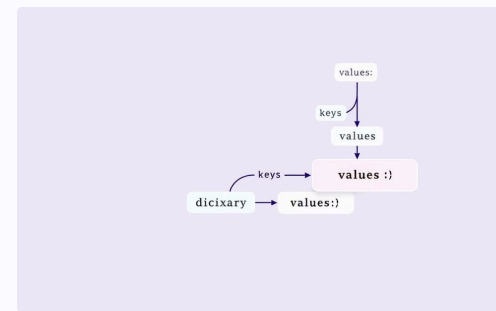 values:
keys
values
keys
values :)
dicixary
values:)